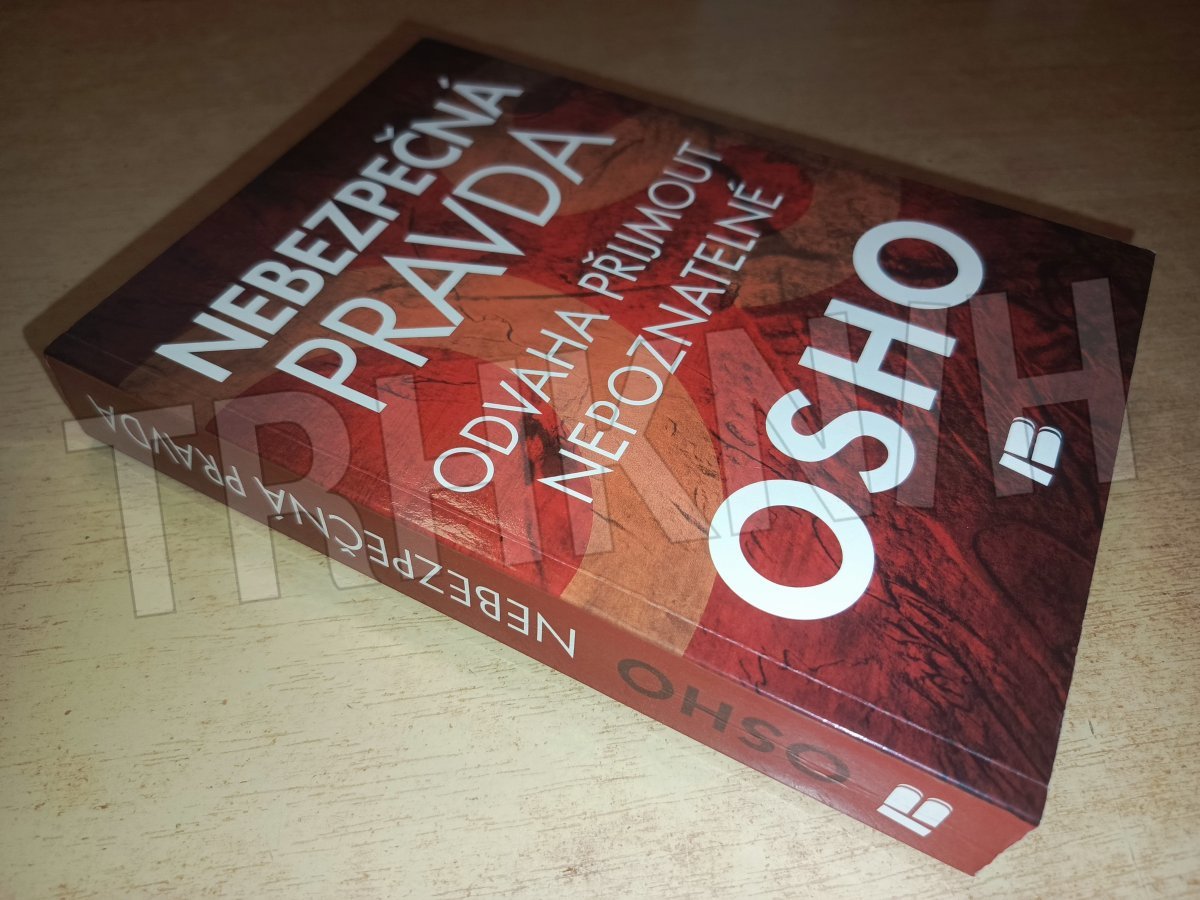 NEBEZPEČNÁ
PRAVDA
ODVAHA PŘIJMOUT
NEPOZNATELNÉ
OSHO
OSHO
NEBEZPEČNÁ PRAVDA
TRHKNIH